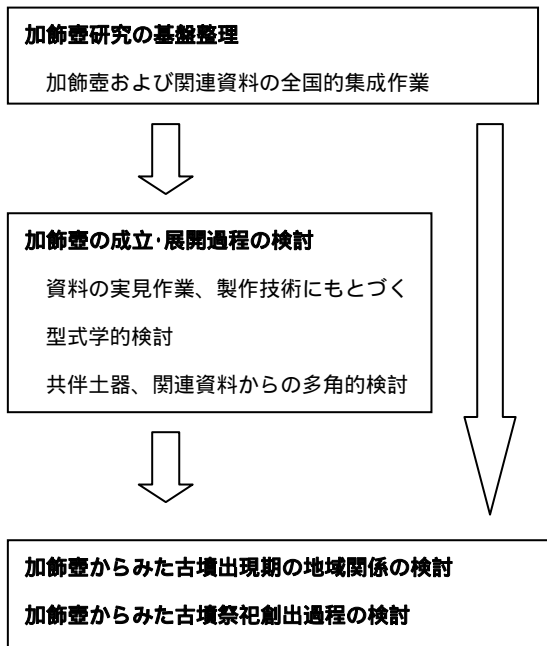 加飾壺研究の基盤整理
加飾壺および関連資料の全国的集成作業
加飾壺の成立・展開過程の検討
資料の実見作業、製作技術にもとづく
型式学的検討
共伴土器、関連資料からの多角的検討
加飾壺からみた古墳出現期の地域関係の検討
加飾壺からみた古墳祭祀創出過程の検討